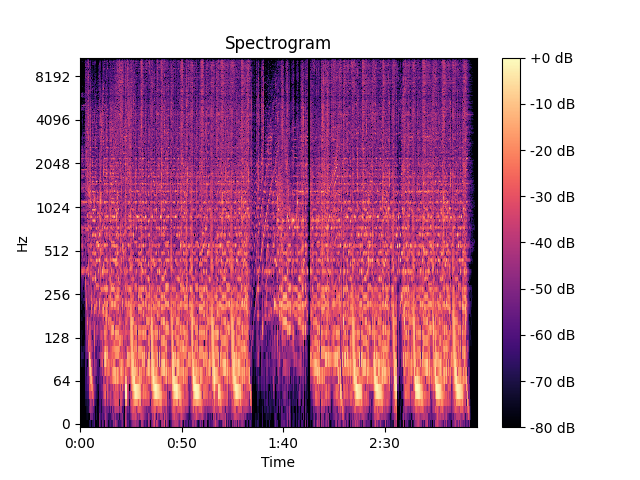 Spectrogram
8192
4096
2048
1024
512
256
128
64
0
Hz
0:00
0:50
1:40
2:30
Time
+0 dB
-10 dB
-20 dB
-30 dB
-40 dB
-50 dB
-60 dB
-70 dB
-80 dB